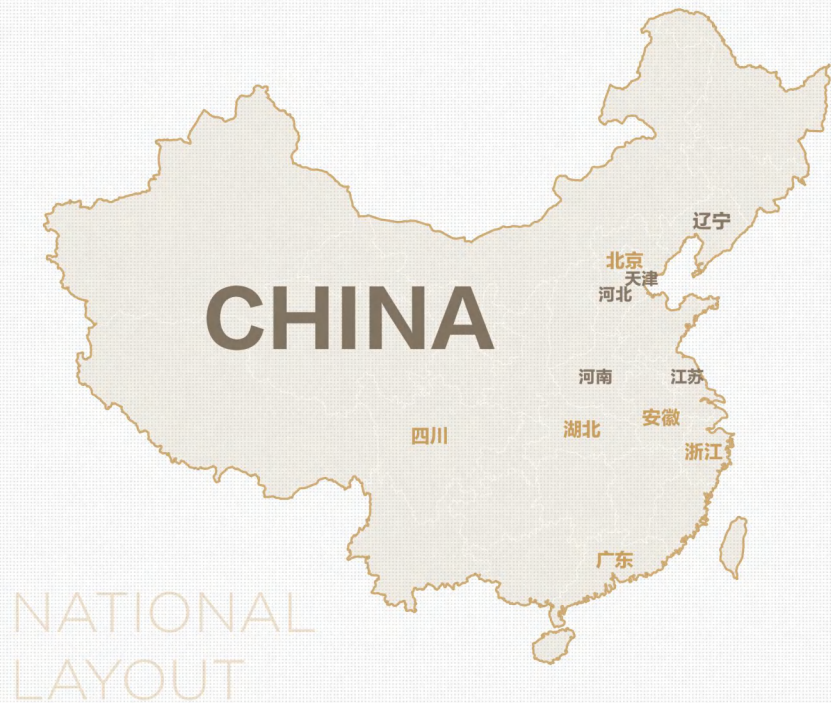 辽宁
北京
天津
河北
CHINA
河南
江苏
安徽
湖北
四川
浙江
广东
NATIONAL
LAYOUT